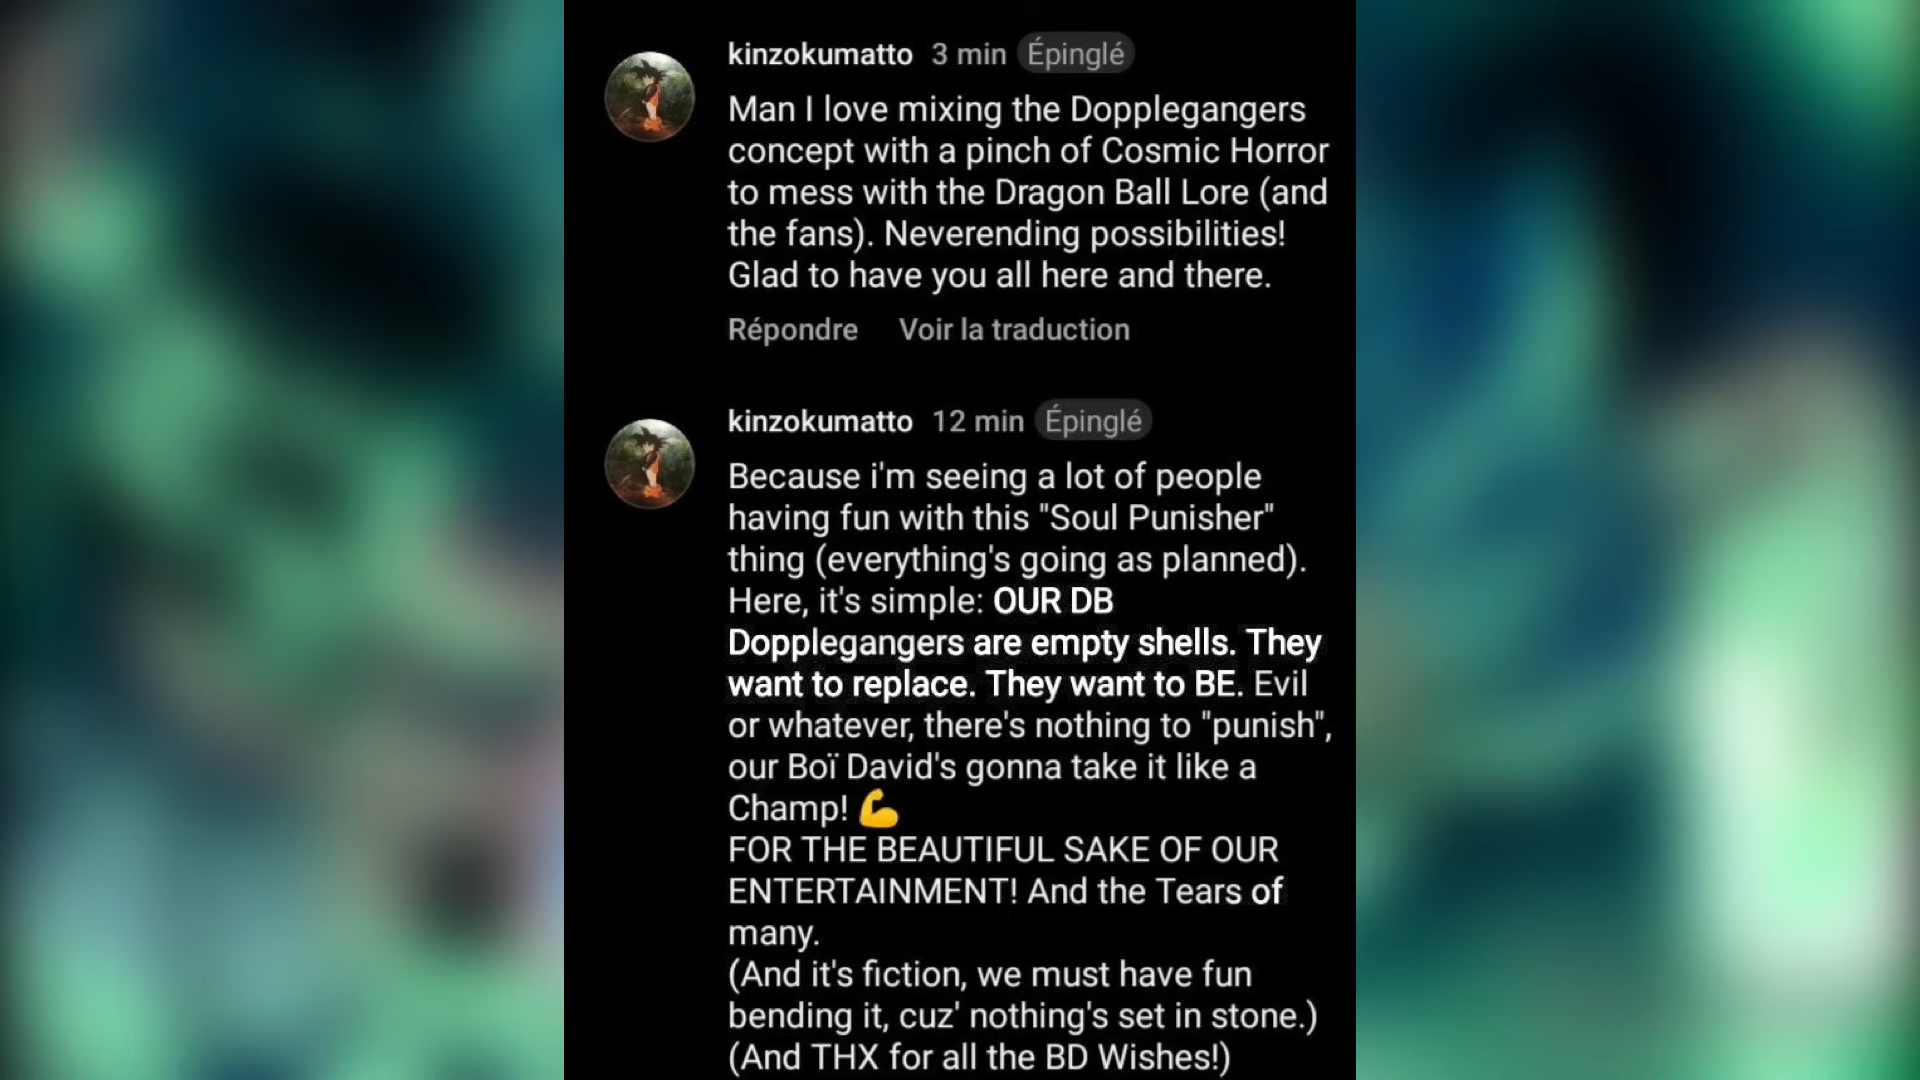 kinzokumatto 3 min Épinglé
Man I love mixing the Dopplegangers
concept with a pinch of Cosmic Horror
to mess with the Dragon Ball Lore (and
the fans). Neverending possibilities!
Glad to have you all here and there.
Répondre Voir la traduction
kinzokumatto 12 min Épinglé
Because i'm seeing a lot of people
having fun with this "Soul Punisher"
thing (everything's going as planned).
Here, it's simple: OUR DB
Dopplegangers are empty shells. They
want to replace. They want to BE. Evil
or whatever, there's nothing to "punish",
our Boï David's gonna take it like a
Champ! 💪
FOR THE BEAUTIFUL SAKE OF OUR
ENTERTAINMENT! And the Tears of
many.
(And it's fiction, we must have fun
bending it, cuz' nothing's set in stone.)
(And THX for all the BD Wishes!)